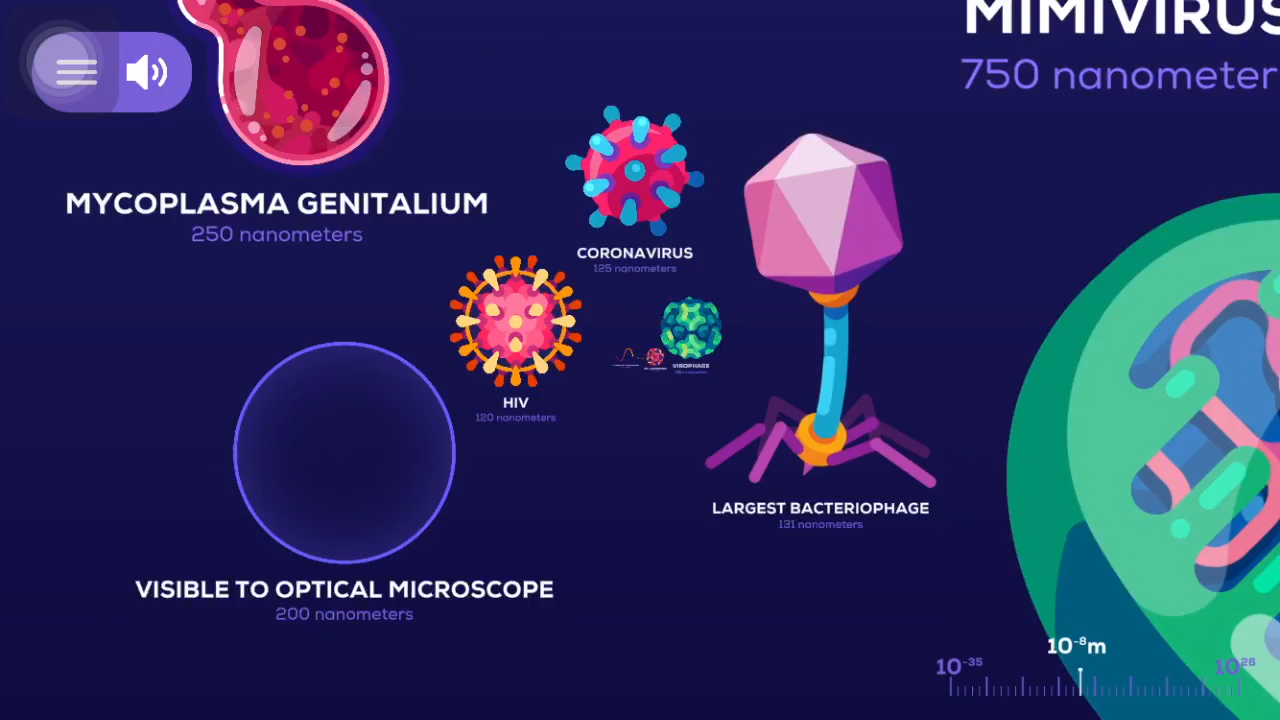 MIMIVIRUS
750 nanometer
MYCOPLASMA GENITALIUM
250 nanometers
CORONAVIRUS
125 nanometers
VIROPHAGE
HIV
120 nanometers
LARGEST BACTERIOPHAGE
131 nanometers
VISIBLE TO OPTICAL MICROSCOPE
200 nanometers
10⁻⁸m
10⁻³⁵
10²⁶